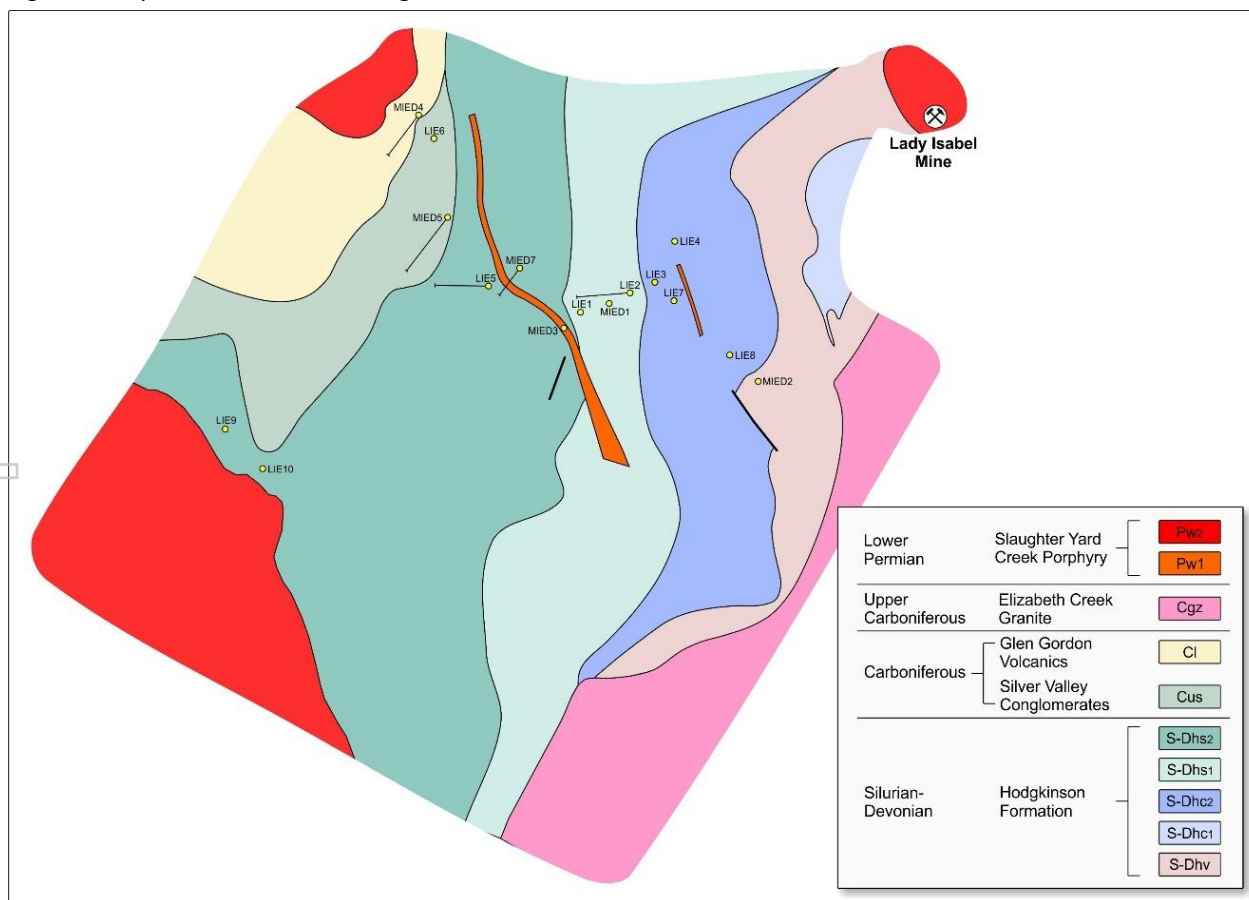 MIED4
LIE6
Lady Isabel
Mine
MIED5
LIE4
MIED7
LIE5
LIE3
LIE2
LIE7
LIE1
MIED1
MIED3
LIE8
MIED2
LIE9
LIE10
Lower
Permian
Slaughter Yard
Creek Porphyry
Pw2
Pw1
Upper
Carboniferous
Elizabeth Creek
Granite
Cgz
Carboniferous
Glen Gordon
Volcanics
Cl
Silver Valley
Conglomerates
Cus
Silurian-
Devonian
Hodgkinson
Formation
S-Dhs2
S-Dhs1
S-Dhc2
S-Dhc1
S-Dhv